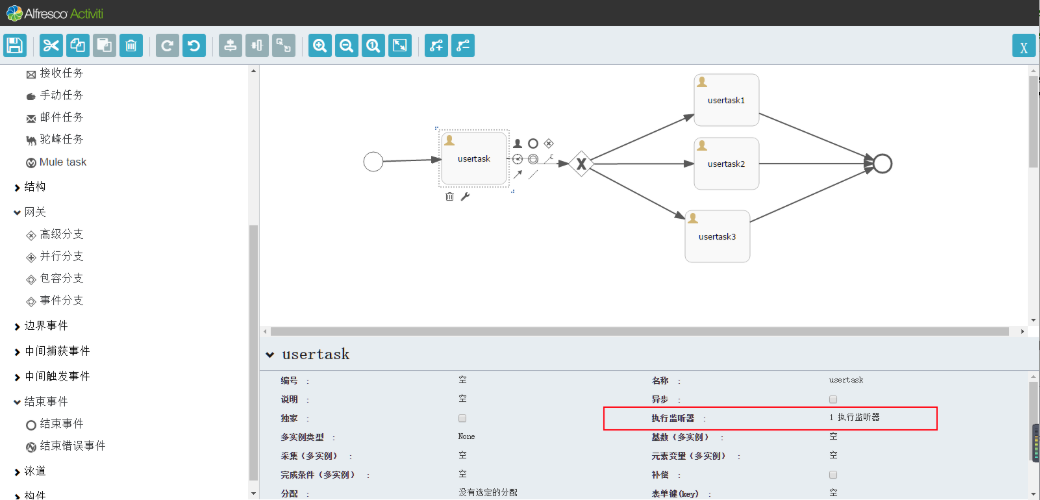 Alfresco Activiti
X
接收任务
手动任务
邮件任务
驼峰任务
Mule task
结构
网关
高级分支
并行分支
包容分支
事件分支
边界事件
中间捕获事件
中间触发事件
结束事件
结束事件
结束错误事件
泳道
构件
usertask
X
usertask1
usertask2
usertask3
usertask
编号 : 空 名称 : usertask
说明 : 空 异步 :
独家 : 执行监听器 : 1 执行监听器
多实例类型 : None 基数(多实例) : 空
采集(多实例) : 空 元素变量(多实例) : 空
完成条件(多实例) : 空 补偿 :
分配 : 没有选定的分配 表单键(key) : 空